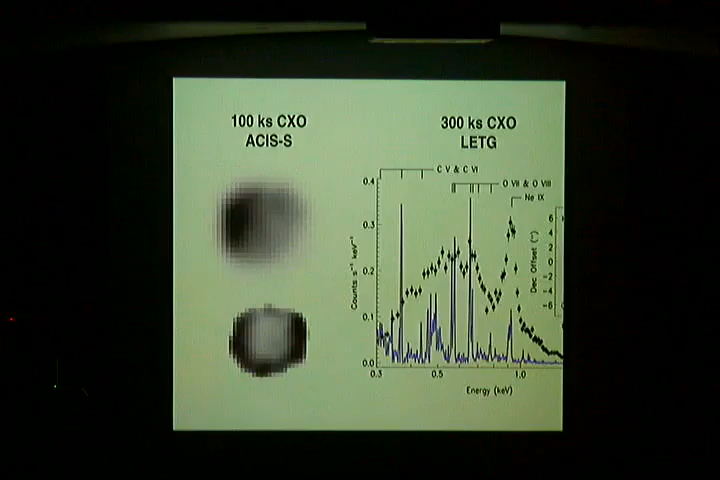 100 ks CXO
ACIS-S
300 ks CXO
LETG
C V & C VI
O VII & O VIII
Ne IX
0.4
0.3
0.2
0.1
0.0
Counts s⁻¹ keV⁻¹
0.3
0.5
1.0
Energy (keV)
Dec Offset (")
6
4
2
0
−2
−4
−6